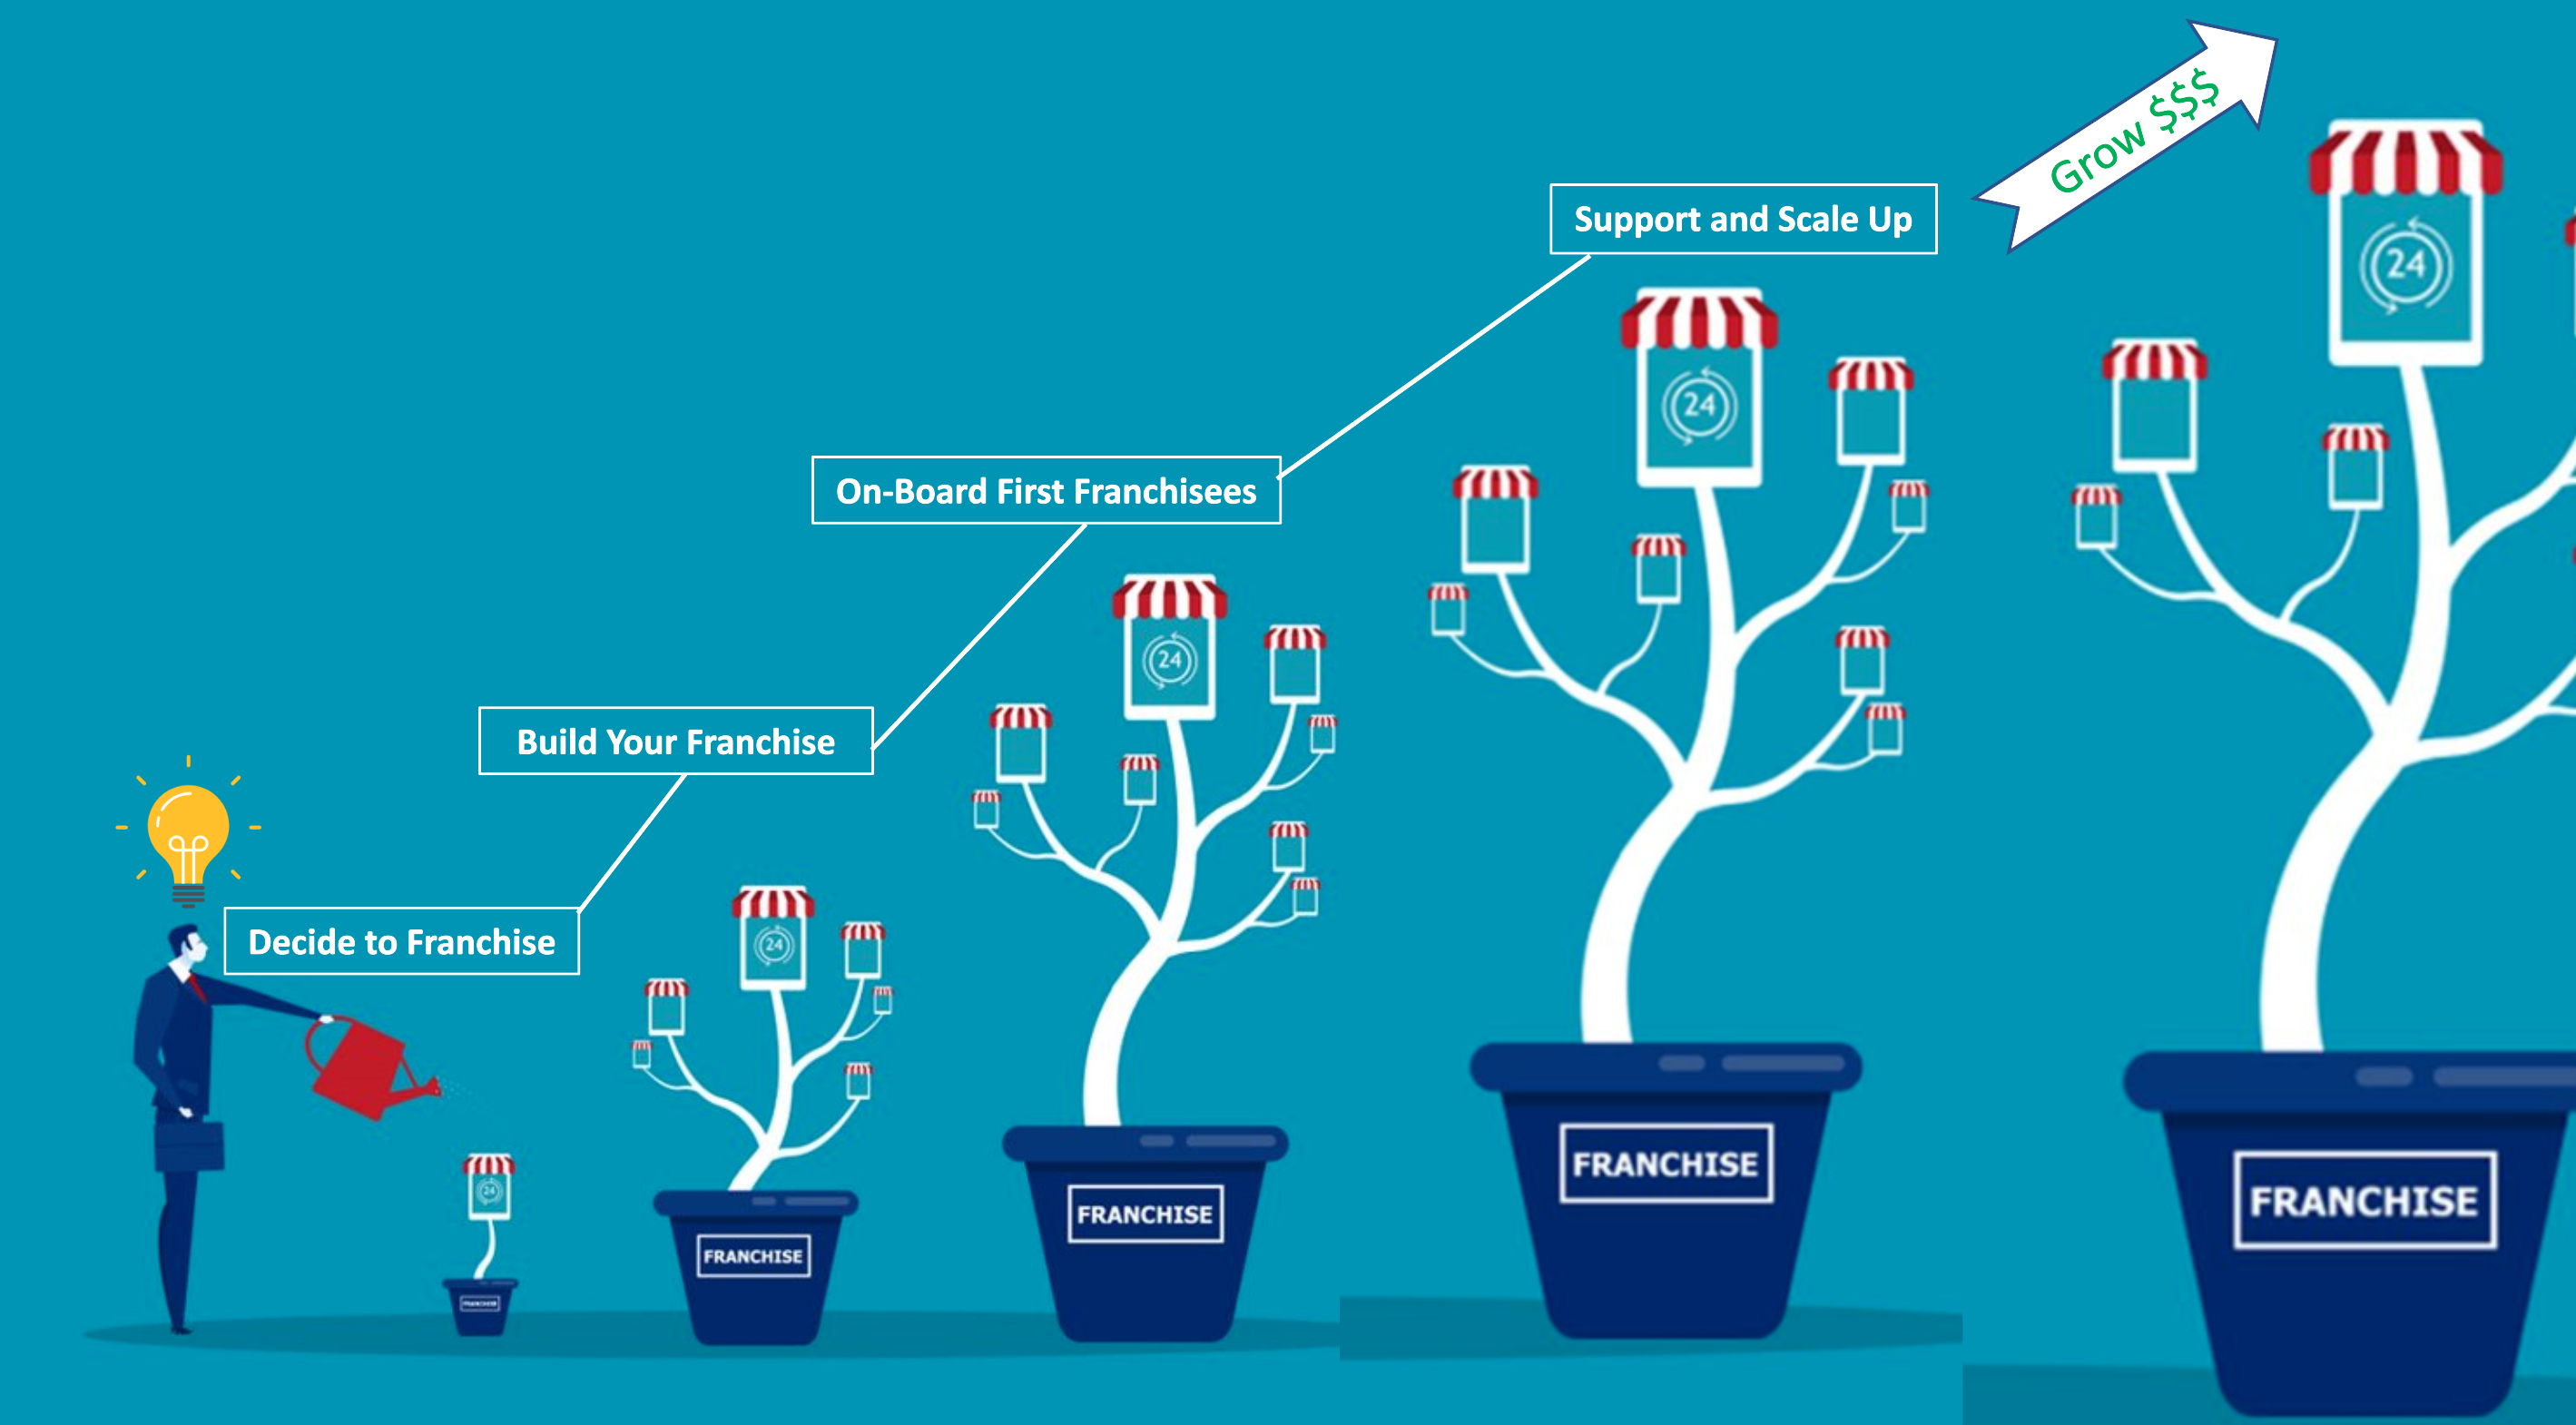 Grow $$$
Support and Scale Up
On-Board First Franchisees
Build Your Franchise
Decide to Franchise
24
24
24
24
24
FRANCHISE
FRANCHISE
FRANCHISE
FRANCHISE
FRANCHISE